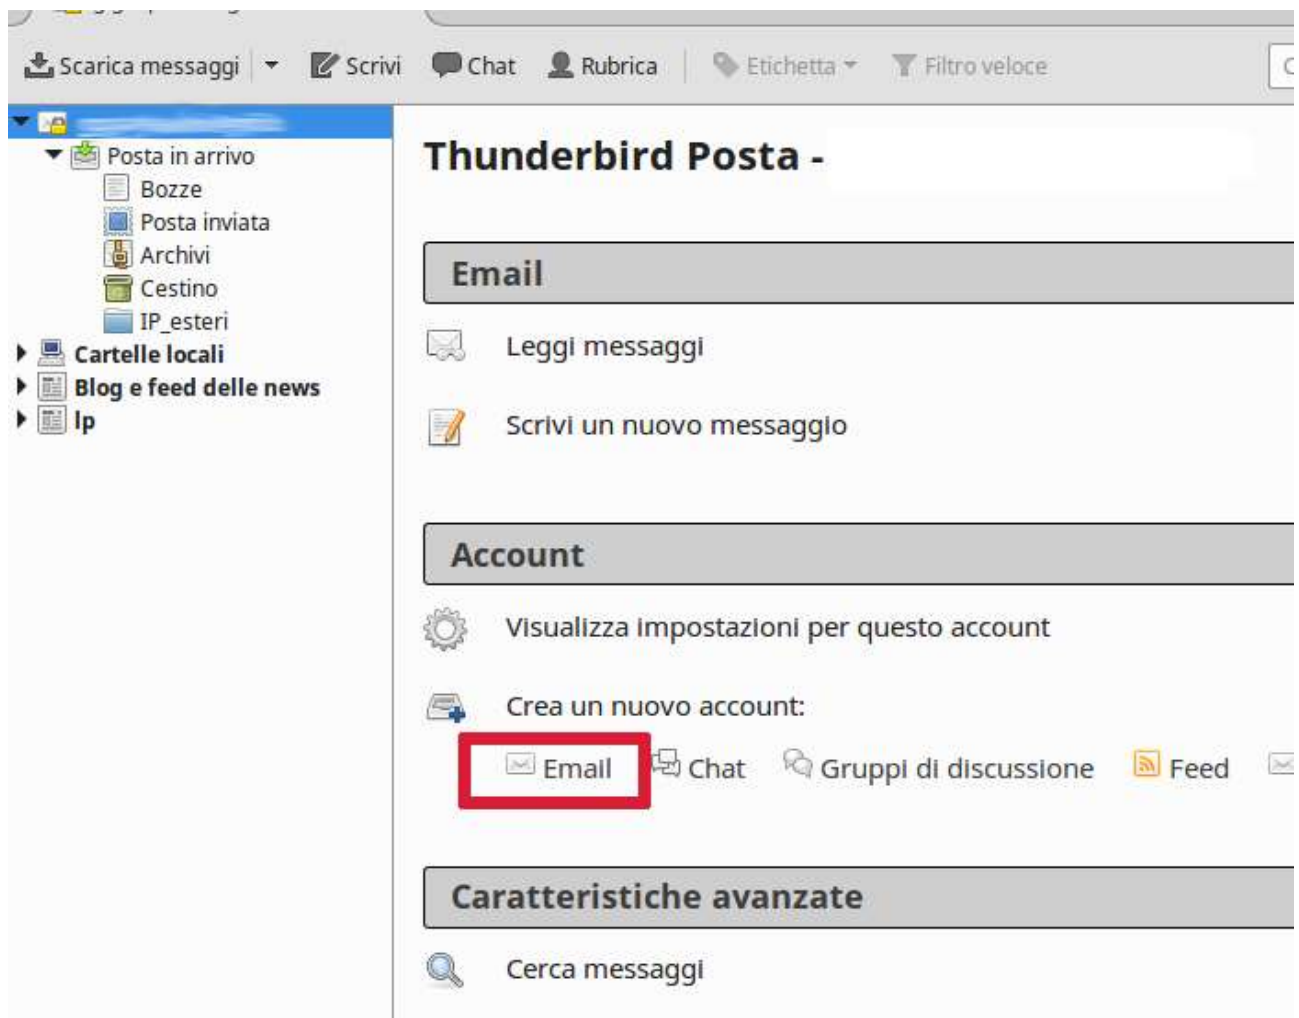 Scarica messaggi Scrivi Chat Rubrica Etichetta Filtro veloce
Posta in arrivo
Bozze
Posta inviata
Archivi
Cestino
IP_esteri
Cartelle locali
Blog e feed delle news
lp
Thunderbird Posta -
Email
Leggi messaggi
Scrivi un nuovo messaggio
Account
Visualizza impostazioni per questo account
Crea un nuovo account:
Email Chat Gruppi di discussione Feed
Caratteristiche avanzate
Cerca messaggi